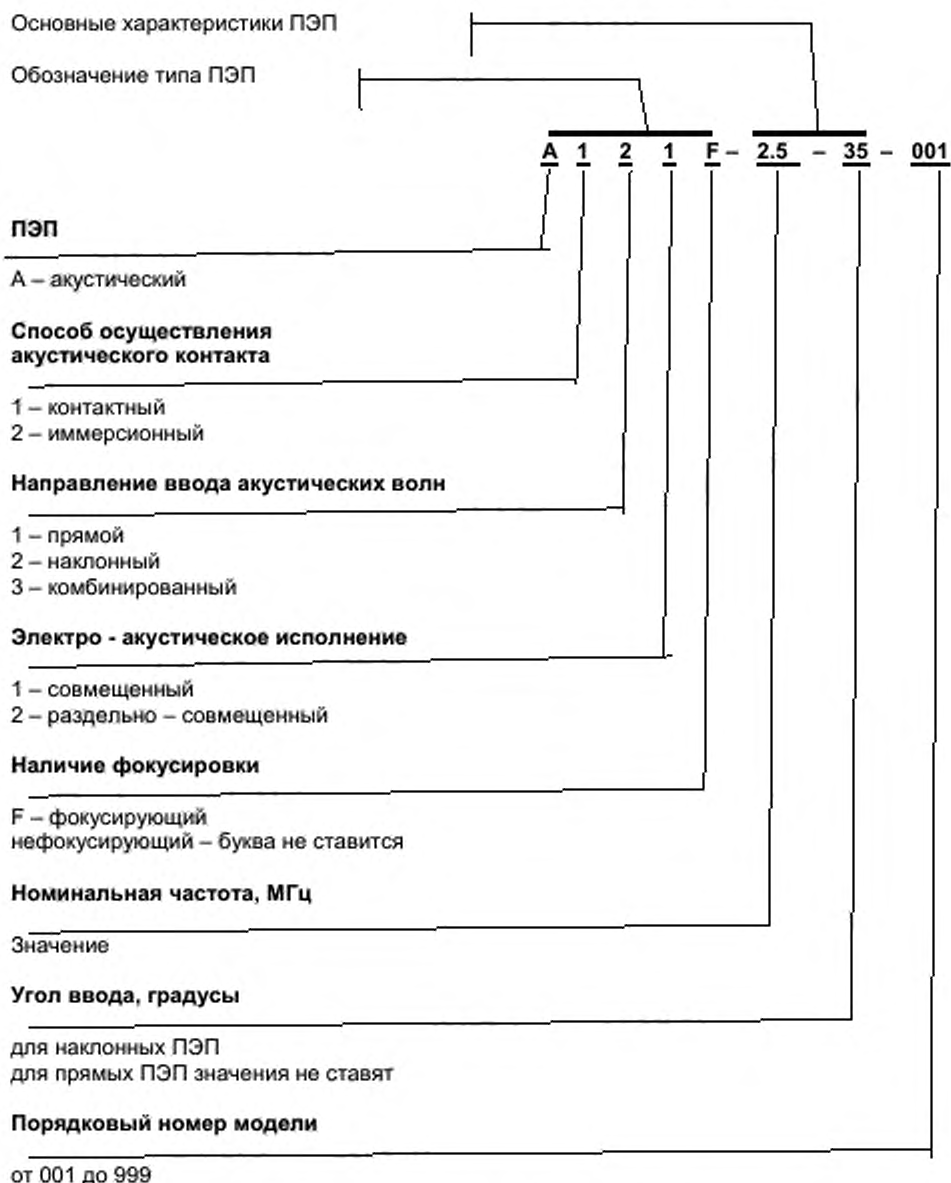 Основные характеристики ПЭП
Обозначение типа ПЭП
А 1 2 1 F – 2.5 – 35 – 001
ПЭП
А – акустический
Способ осуществления
акустического контакта
1 – контактный
2 – иммерсионный
Направление ввода акустических волн
1 – прямой
2 – наклонный
3 – комбинированный
Электро - акустическое исполнение
1 – совмещенный
2 – раздельно – совмещенный
Наличие фокусировки
F – фокусирующий
нефокусирующий – буква не ставится
Номинальная частота, МГц
Значение
Угол ввода, градусы
для наклонных ПЭП
для прямых ПЭП значения не ставят
Порядковый номер модели
от 001 до 999